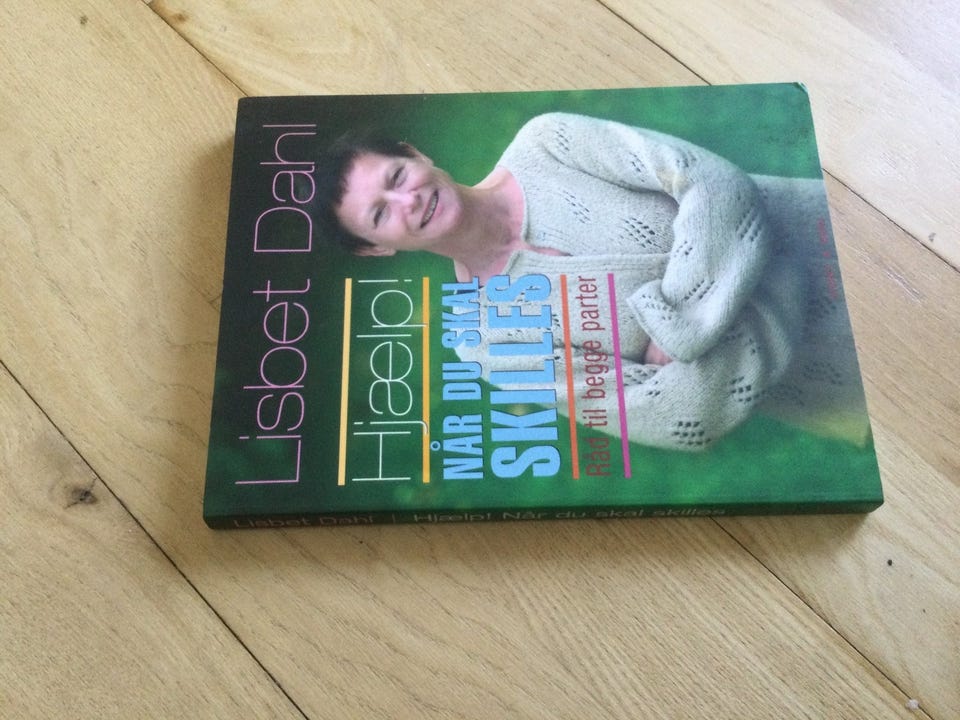 Lisbet Dahl
Hjælp!
NÅR DU SKAL
SKILLES
Råd til begge parter
Lisbet Dahl | Hjælp! Når du skal skilles